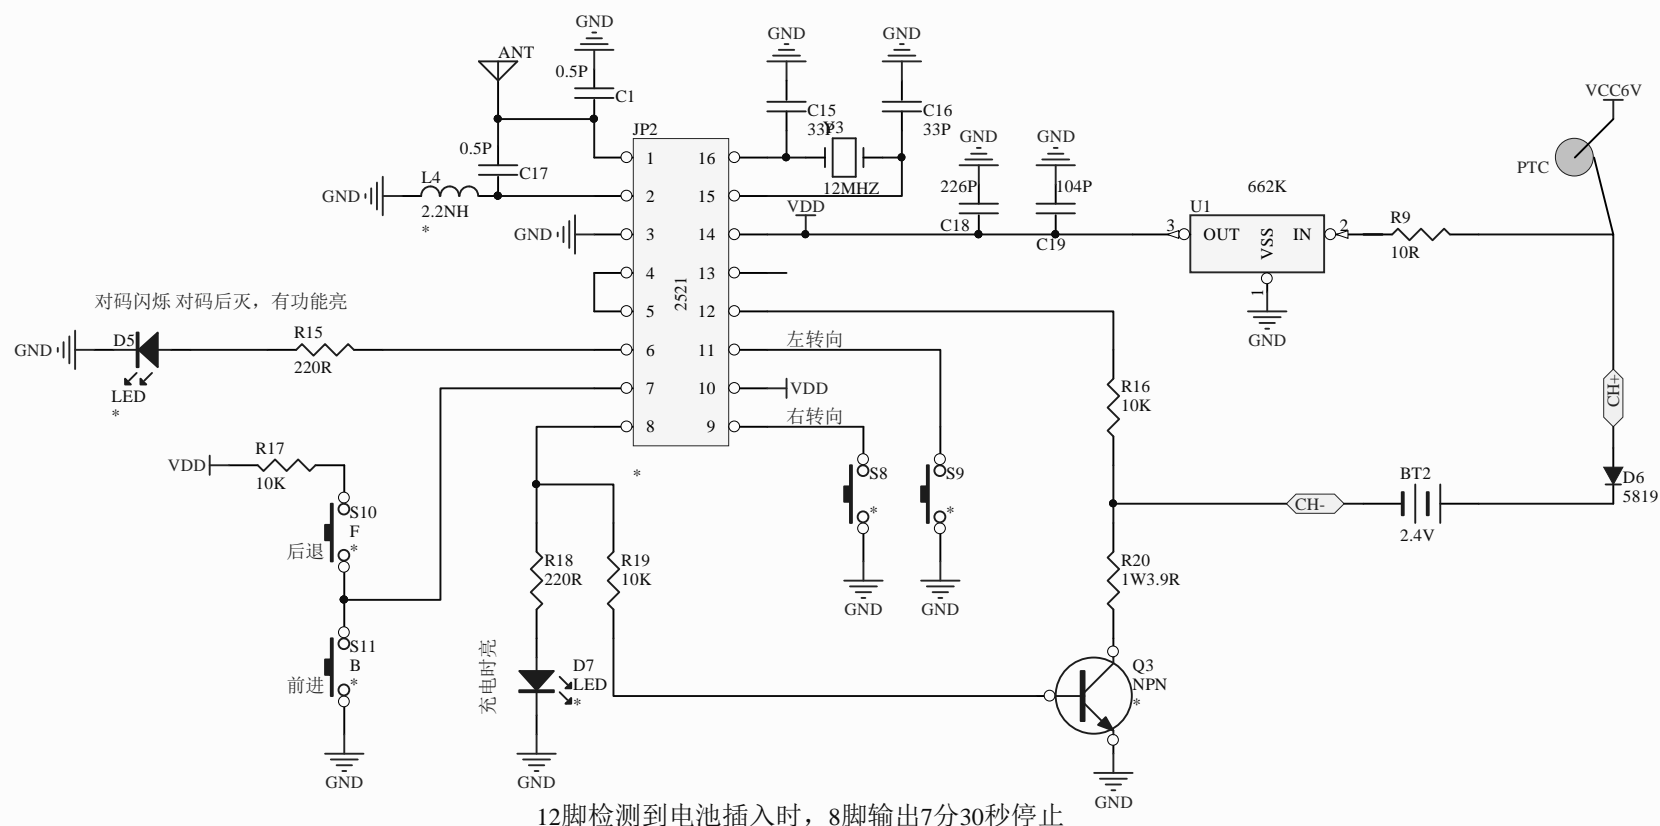 GND
ANT
0.5P
C1
GND
GND
C15
33P
C16
33P
Y3
12MHZ
VCC6V
PTC
JP2
0.5P
C17
L4
2.2NH
*
GND
GND
1
2
3
4
5
6
7
8
16
15
14
13
12
11
10
9
2521
*
VDD
GND
226P
C18
GND
104P
C19
662K
U1
3
OUT
VSS
IN
2
1
GND
R9
10R
对码闪烁 对码后灭，有功能亮
GND
D5
LED
*
R15
220R
左转向
VDD
右转向
R16
10K
CH+
D6
5819
BT2
2.4V
CH-
VDD
R17
10K
S10
F
*
后退
S11
B
*
前进
GND
S8
*
GND
S9
*
GND
R18
220R
R19
10K
充电时亮
D7
LED
*
GND
R20
1W3.9R
Q3
NPN
*
GND
12脚检测到电池插入时，8脚输出7分30秒停止